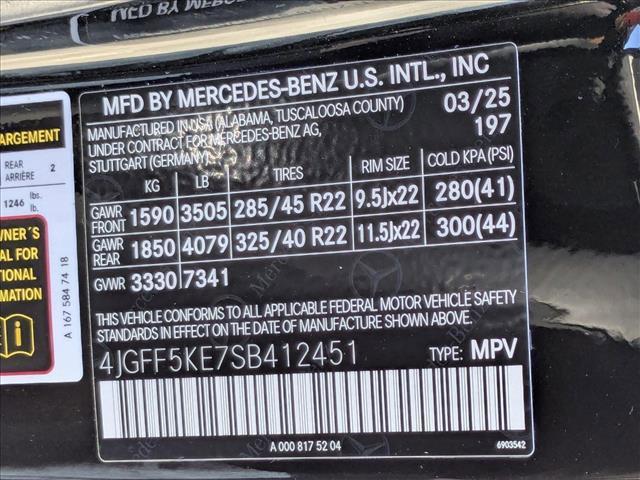 MFD BY MERCEDES-BENZ U.S. INTL., INC
MANUFACTURED IN USA (ALABAMA, TUSCALOOSA COUNTY) 03/25
UNDER CONTRACT FOR MERCEDES-BENZ AG, 197
STUTTGART (GERMANY)
KG LB TIRES RIM SIZE COLD KPA (PSI)
GAWR FRONT 1590 3505 285/45 R22 9.5Jx22 280(41)
GAWR REAR 1850 4079 325/40 R22 11.5Jx22 300(44)
GVWR 3330 7341
THIS VEHICLE CONFORMS TO ALL APPLICABLE FEDERAL MOTOR VEHICLE SAFETY
STANDARDS IN EFFECT ON THE DATE OF MANUFACTURE SHOWN ABOVE
4JGFF5KE7SB412451 TYPE: MPV
A 000 817 52 04 6903542
ARGEMENT
REAR
ARRIÈRE 2
1246 lbs.
lb.
WNER'S
AL FOR
TIONAL
RMATION
A 167 584 74 18